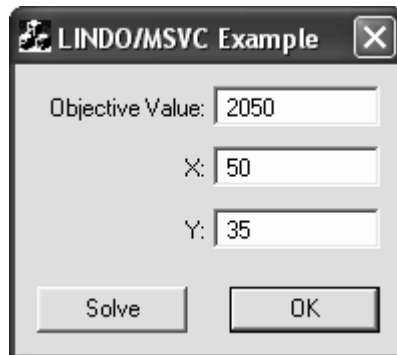 LINDO/MSVC Example
Objective Value: 2050
X: 50
Y: 35
Solve OK